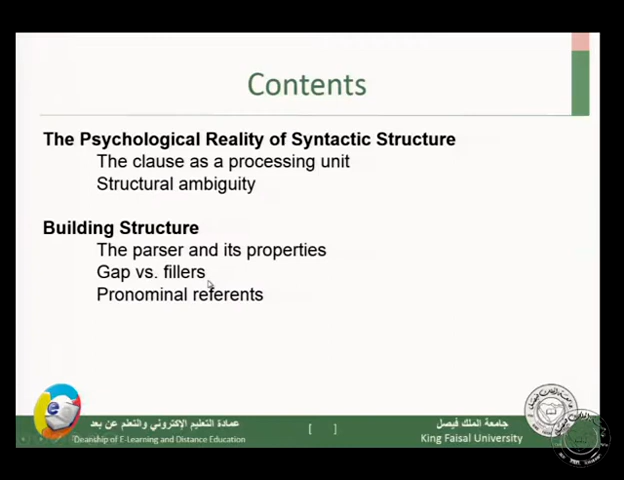 Contents
The Psychological Reality of Syntactic Structure
The clause as a processing unit
Structural ambiguity
Building Structure
The parser and its properties
Gap vs. fillers
Pronominal referents
عمادة التعليم الإلكتروني والتعلم عن بعد
Deanship of E-Learning and Distance Education
[ ]
جامعة الملك فيصل
King Faisal University